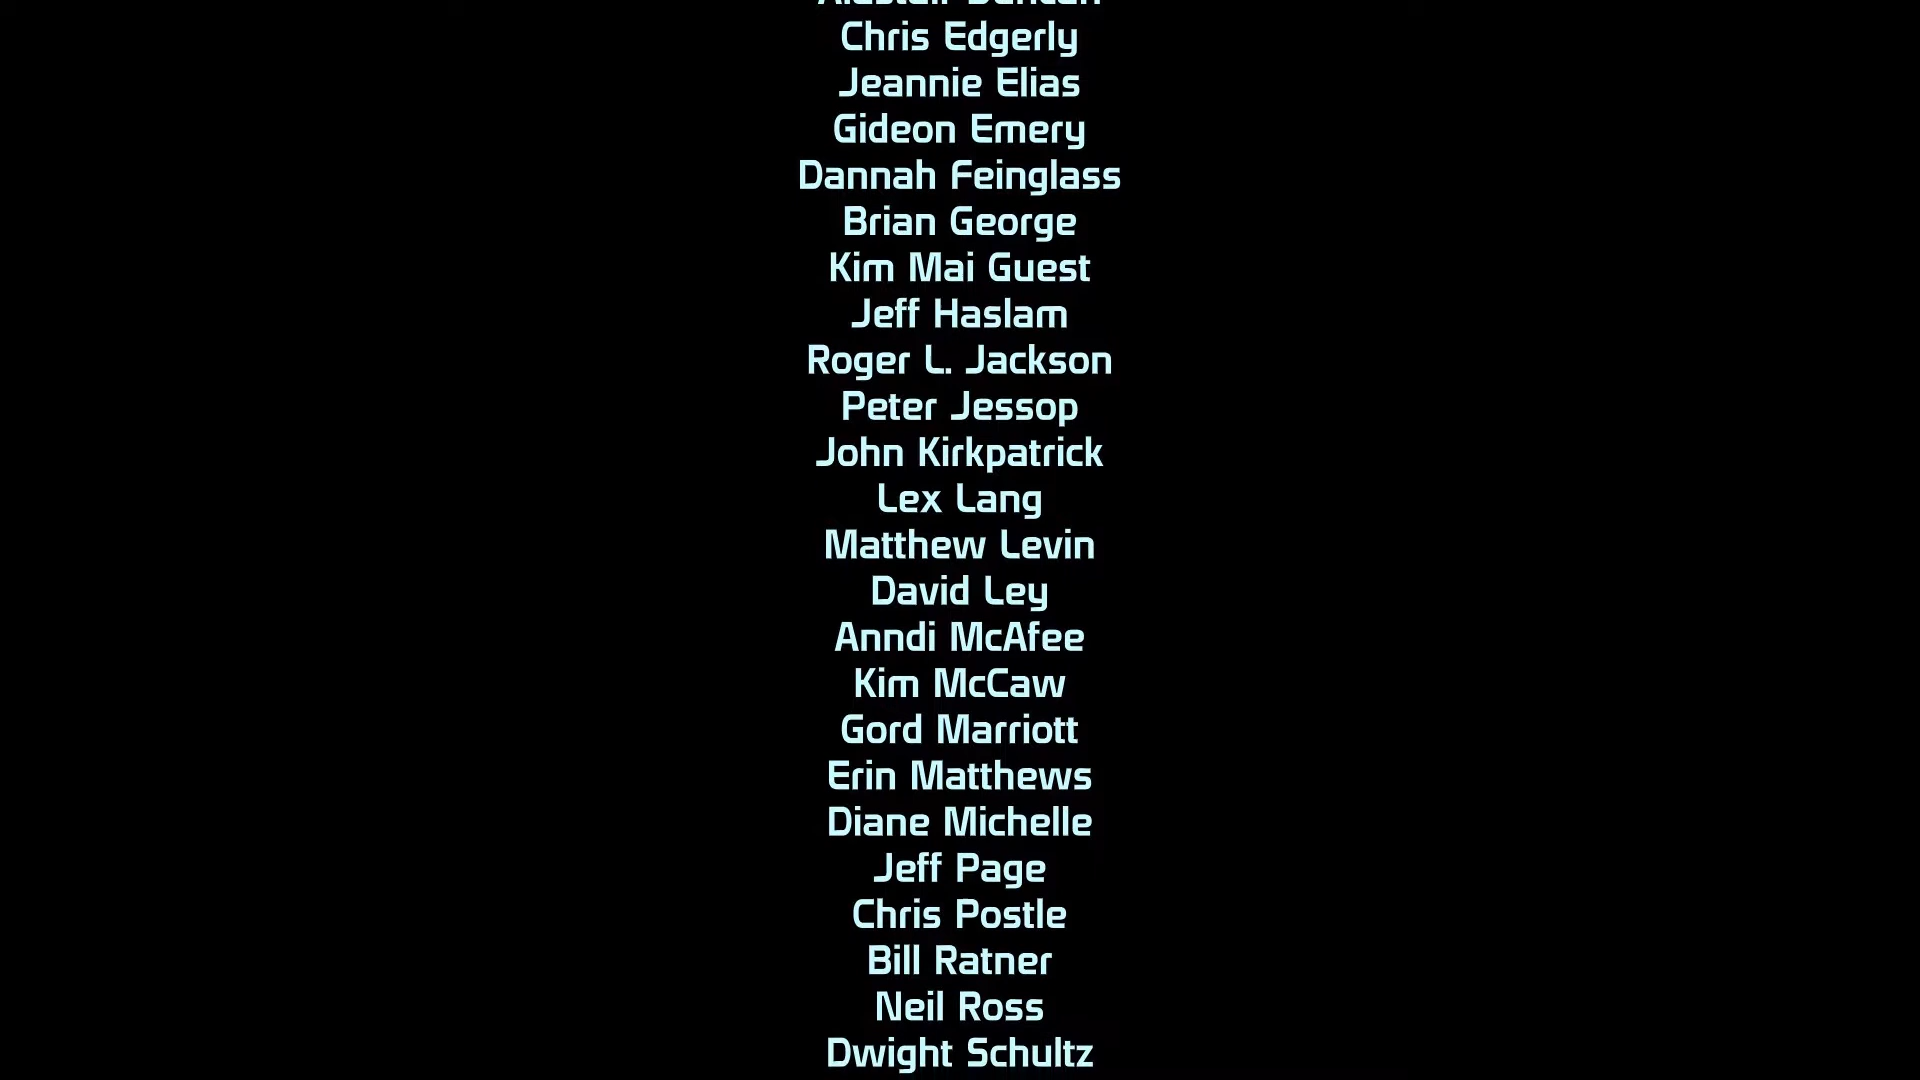 Alastair Duncan
Chris Edgerly
Jeannie Elias
Gideon Emery
Dannah Feinglass
Brian George
Kim Mai Guest
Jeff Haslam
Roger L. Jackson
Peter Jessop
John Kirkpatrick
Lex Lang
Matthew Levin
David Ley
Anndi McAfee
Kim McCaw
Gord Marriott
Erin Matthews
Diane Michelle
Jeff Page
Chris Postle
Bill Ratner
Neil Ross
Dwight Schultz